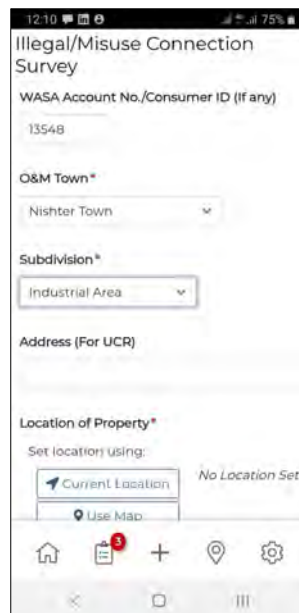 12:10 75%
Illegal/Misuse Connection
Survey
WASA Account No./Consumer ID (If any)
13548
O&M Town*
Nishter Town
Subdivision*
Industrial Area
Address (For UCR)
Location of Property*
Set location using:
Current Location No Location Set
Use Map
3